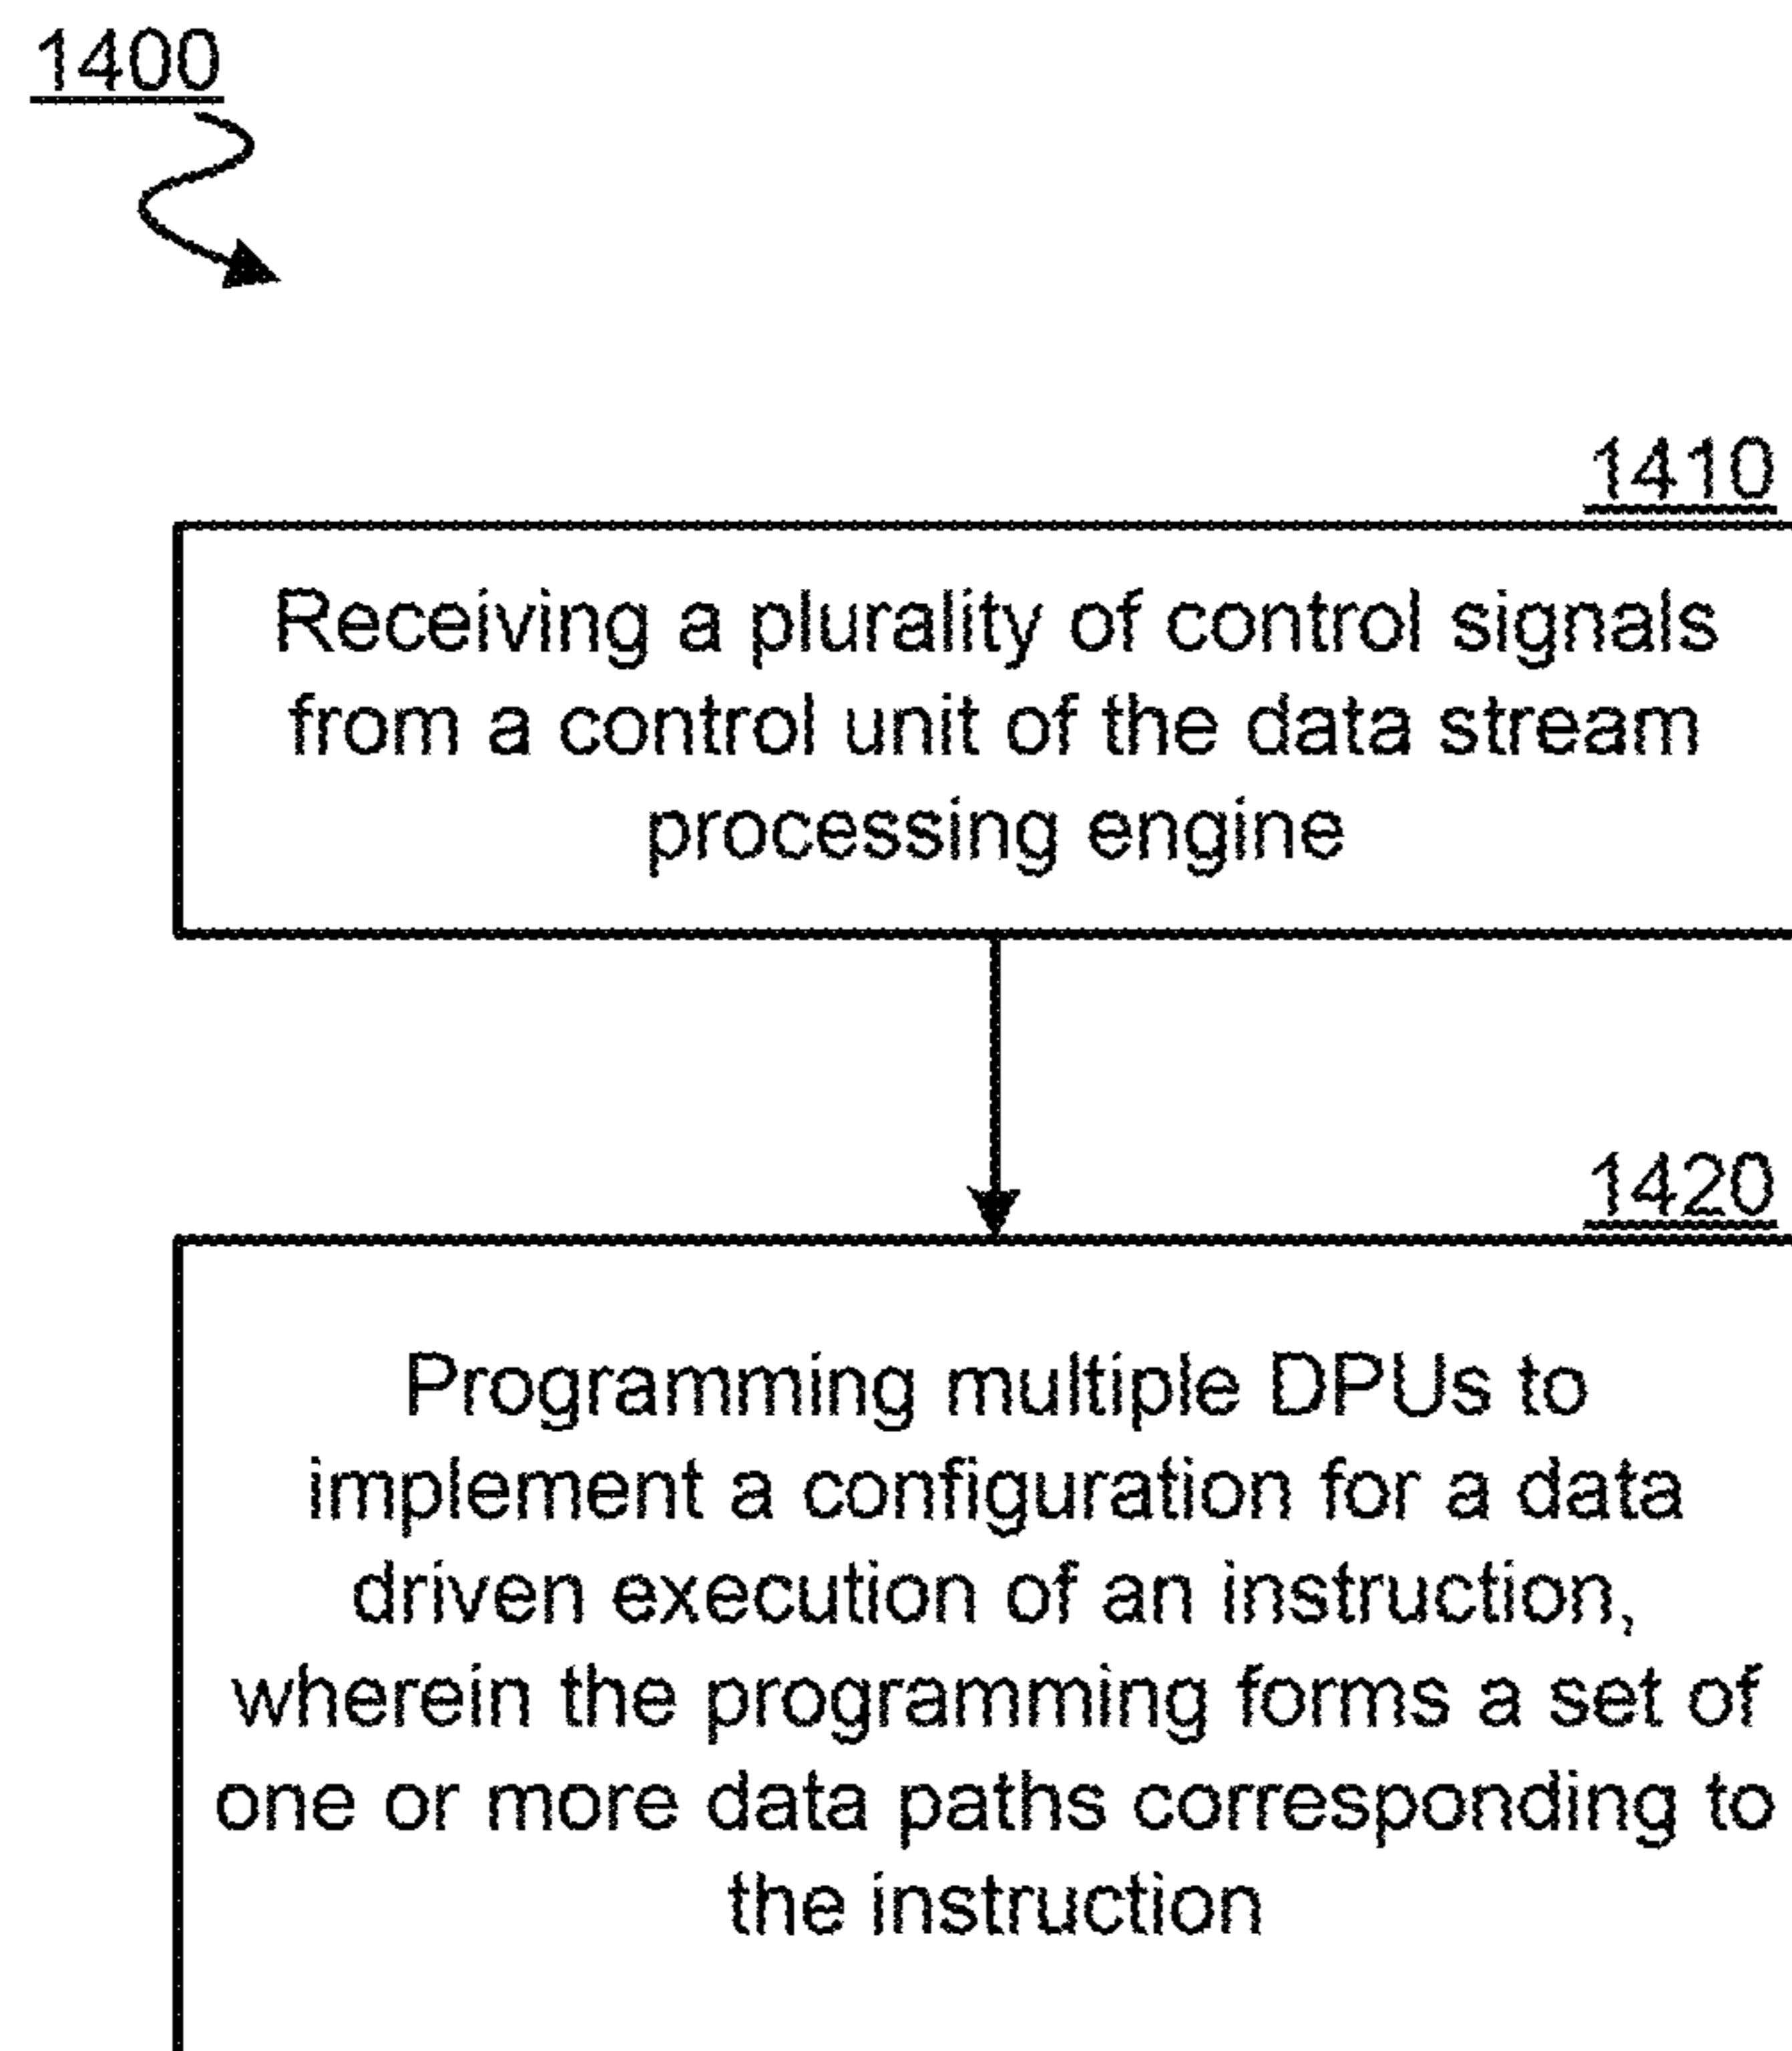 1400
1410
Receiving a plurality of control signals
from a control unit of the data stream
processing engine
1420
Programming multiple DPUs to
implement a configuration for a data
driven execution of an instruction,
wherein the programming forms a set of
one or more data paths corresponding to
the instruction